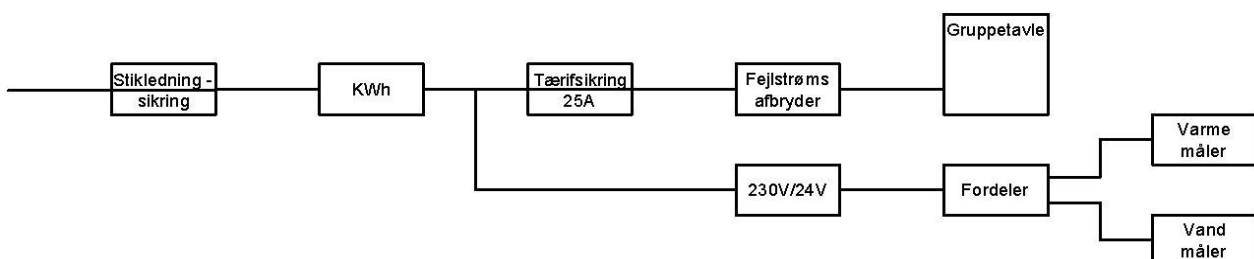 Stikledning -
sikring
KWh
Tærifsikring
25A
Fejlstrøms
afbryder
Gruppetavle
230V/24V
Fordeler
Varme
måler
Vand
måler